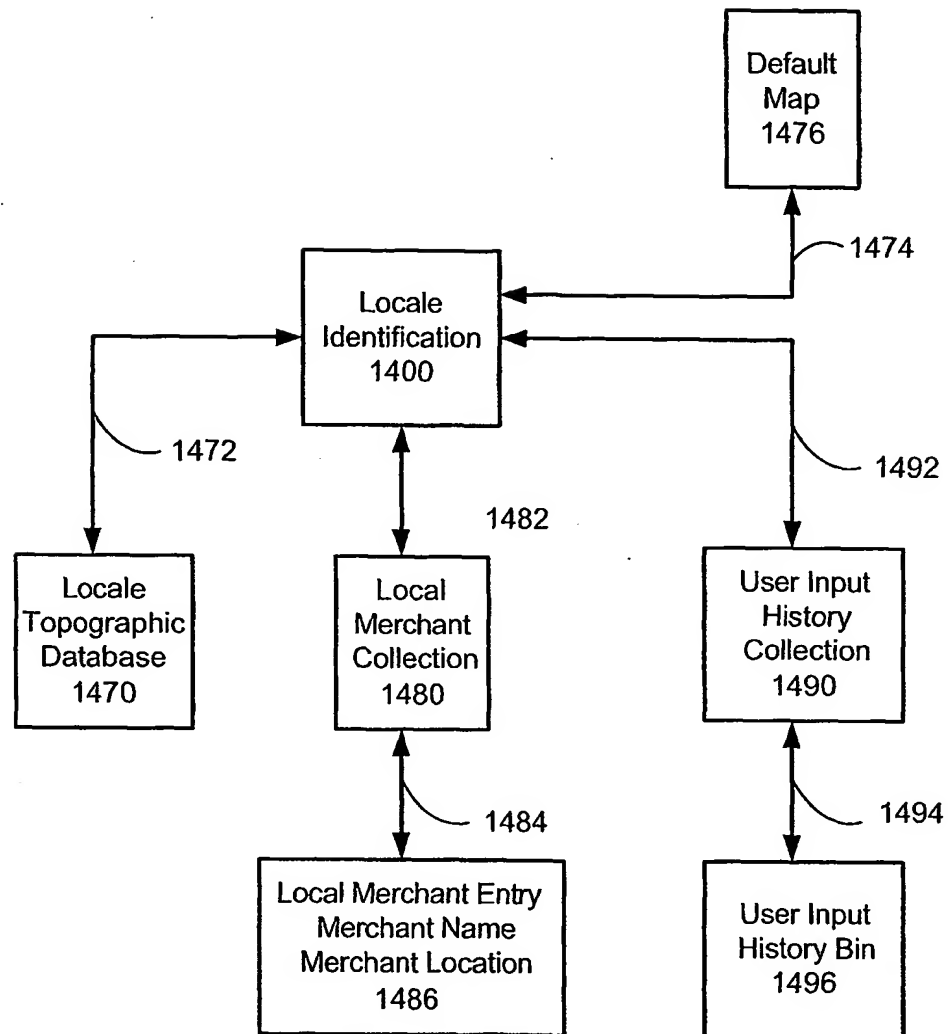 Default
Map
1476
1474
Locale
Identification
1400
1472
1492
1482
Locale
Topographic
Database
1470
Local
Merchant
Collection
1480
User Input
History
Collection
1490
1484
1494
Local Merchant Entry
Merchant Name
Merchant Location
1486
User Input
History Bin
1496